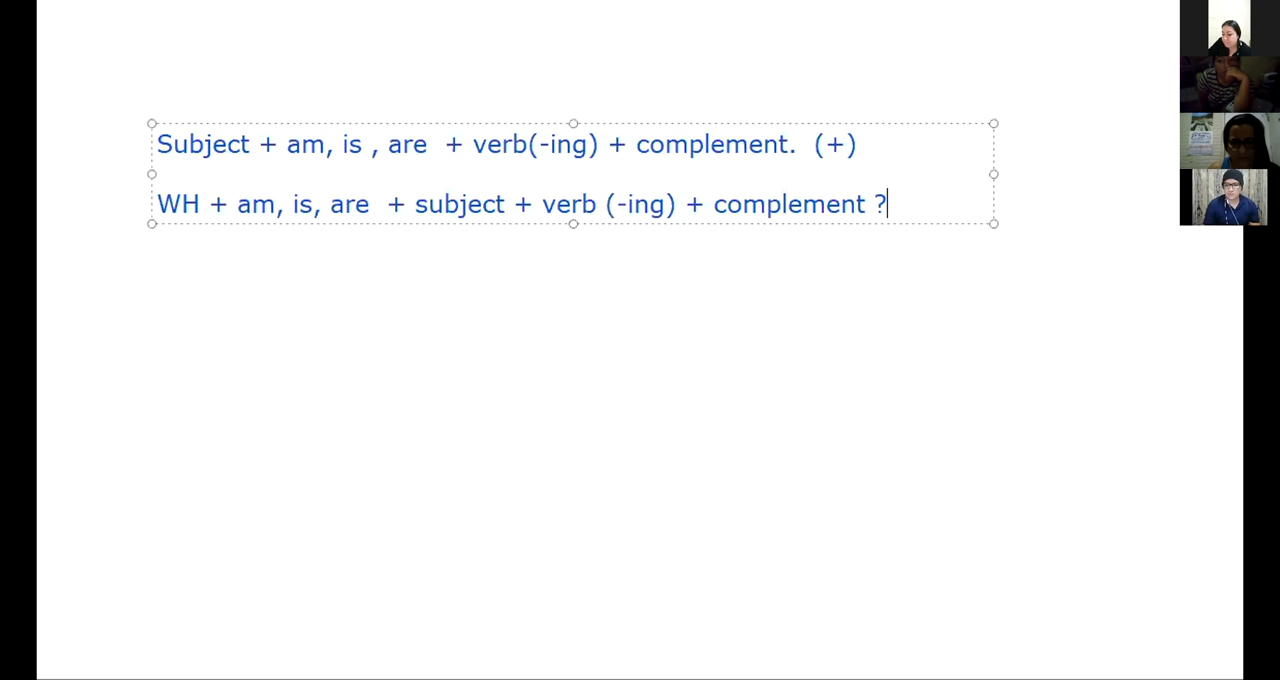 Subject + am, is , are + verb(-ing) + complement. (+)
WH + am, is, are + subject + verb (-ing) + complement ?